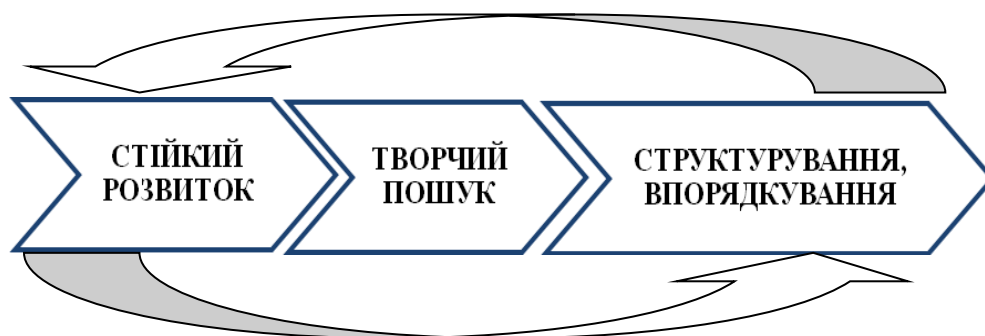 СТІЙКИЙ
РОЗВИТОК
ТВОРЧИЙ
ПОШУК
СТРУКТУРУВАННЯ,
ВПОРЯДКУВАННЯ